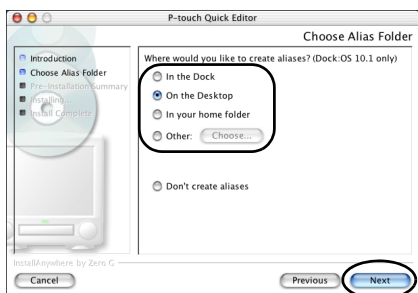 P-touch Quick Editor
Choose Alias Folder
Introduction
Choose Alias Folder
Pre-Installation Summary
Installing...
Install Complete
Where would you like to create aliases? (Dock:OS 10.1 only)
In the Dock
On the Desktop
In your home folder
Other: Choose...
Don't create aliases
InstallAnywhere by Zero G
Cancel Previous Next